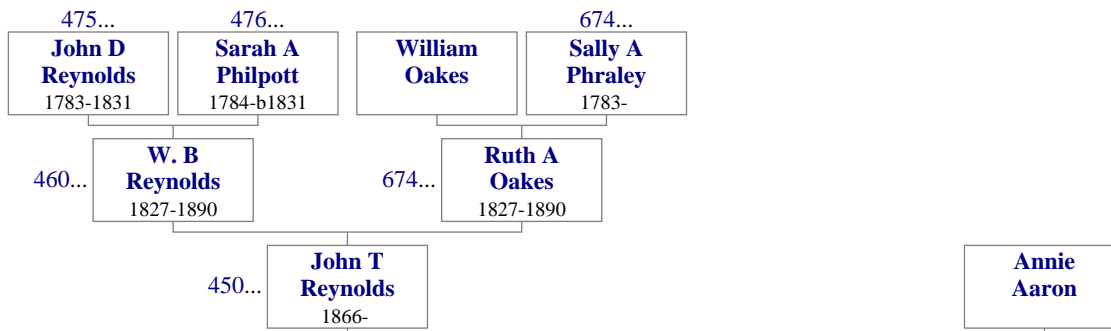 475...
476...
674...
John D
Reynolds
1783-1831
Sarah A
Philpott
1784-b1831
William
Oakes
Sally A
Phraley
1783-
460...
W. B
Reynolds
1827-1890
674...
Ruth A
Oakes
1827-1890
450...
John T
Reynolds
1866-
Annie
Aaron